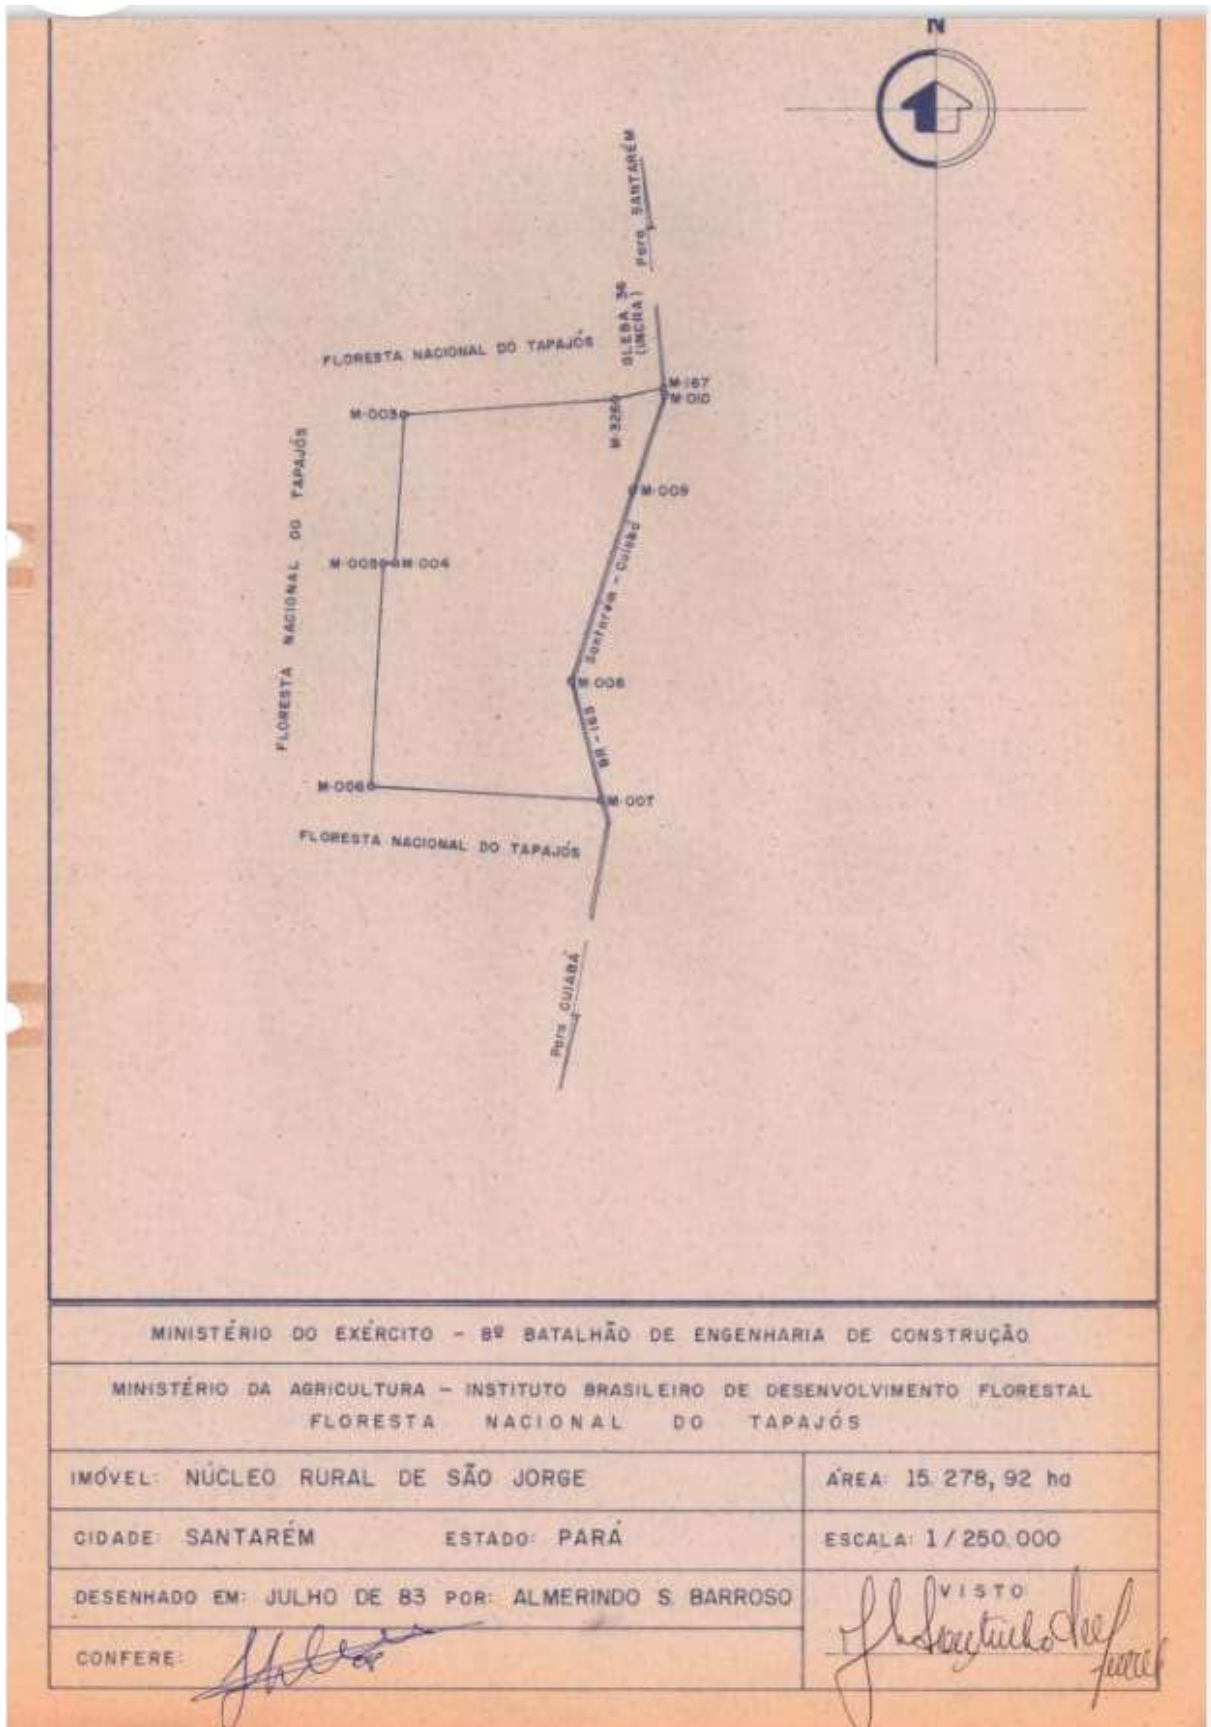 N
Para SANTARÉM
GLEBA 36
(INCRA)
FLORESTA NACIONAL DO TAPAJÓS
M-167
M-010
M-003
M-326
M-009
FLORESTA NACIONAL DO TAPAJÓS
Santarém - Cuiabá
M-005
M-004
M-008
BR-163
M-006
M-007
FLORESTA NACIONAL DO TAPAJÓS
Para CUIABÁ
MINISTÉRIO DO EXÉRCITO - 8º BATALHÃO DE ENGENHARIA DE CONSTRUÇÃO
MINISTÉRIO DA AGRICULTURA - INSTITUTO BRASILEIRO DE DESENVOLVIMENTO FLORESTAL
FLORESTA NACIONAL DO TAPAJÓS
IMÓVEL: NÚCLEO RURAL DE SÃO JORGE
ÁREA: 15.278,92 ha
CIDADE: SANTARÉM ESTADO: PARÁ
ESCALA: 1/250.000
DESENHADO EM: JULHO DE 83 POR: ALMERINDO S. BARROSO
VISTO
CONFERE: